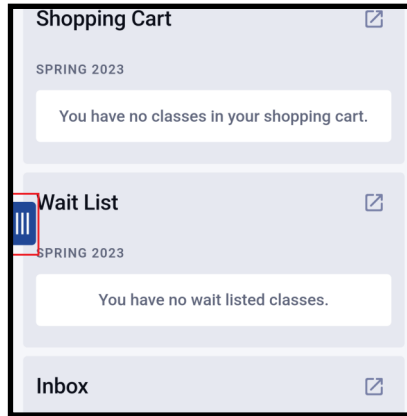 Shopping Cart
SPRING 2023
You have no classes in your shopping cart.
Wait List
SPRING 2023
You have no wait listed classes.
Inbox